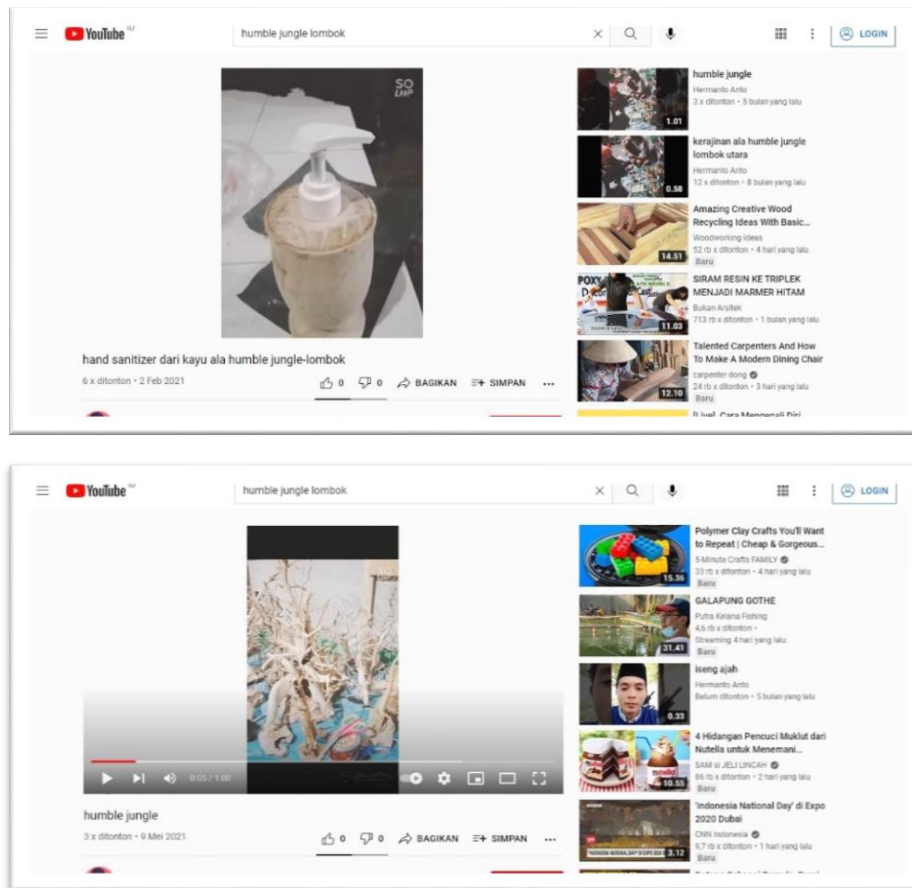 YouTube ID
humble jungle lombok
LOGIN
SO
hand sanitizer dari kayu ala humble jungle-lombok
6 x ditonton • 2 Feb 2021
0
0
BAGIKAN
SIMPAN
humble jungle
Hermanto Anto
3 x ditonton • 5 bulan yang lalu
1.01
kerajinan ala humble jungle
lombok utara
Hermanto Anto
12 x ditonton • 8 bulan yang lalu
0.58
Amazing Creative Wood
Recycling Ideas With Basic...
Woodworking Ideas
52 rb x ditonton • 4 hari yang lalu
Baru
14.51
SIRAM RESIN KE TRIPLEK
MENJADI MARMER HITAM
Bukan Arsitek
713 rb x ditonton • 1 bulan yang lalu
11.03
Talented Carpenters And How
To Make A Modern Dining Chair
carpenter dong
24 rb x ditonton • 3 hari yang lalu
Baru
12.10
YouTube
humble jungle lombok
LOGIN
0:05 / 1:00
humble jungle
3 x ditonton • 9 Mei 2021
0
0
BAGIKAN
SIMPAN
Polymer Clay Crafts You'll Want
to Repeat | Cheap & Gorgeous...
5-Minute Crafts FAMILY
33 rb x ditonton • 4 hari yang lalu
Baru
15.36
GALAPUNG GOTHE
Putra Kelana Fishing
4,6 rb x ditonton •
Streaming 4 hari yang lalu
Baru
31.41
iseng ajah
Hermanto Anto
Belum ditonton • 5 bulan yang lalu
0.33
4 Hidangan Pencuci Muklut dari
Nutella untuk Menemani...
SAM si JELI LINCAH
86 rb x ditonton • 2 hari yang lalu
Baru
10.55
'Indonesia National Day' di Expo
2020 Dubai
CNN Indonesia
9,7 rb x ditonton • 1 hari yang lalu
Baru
3.12